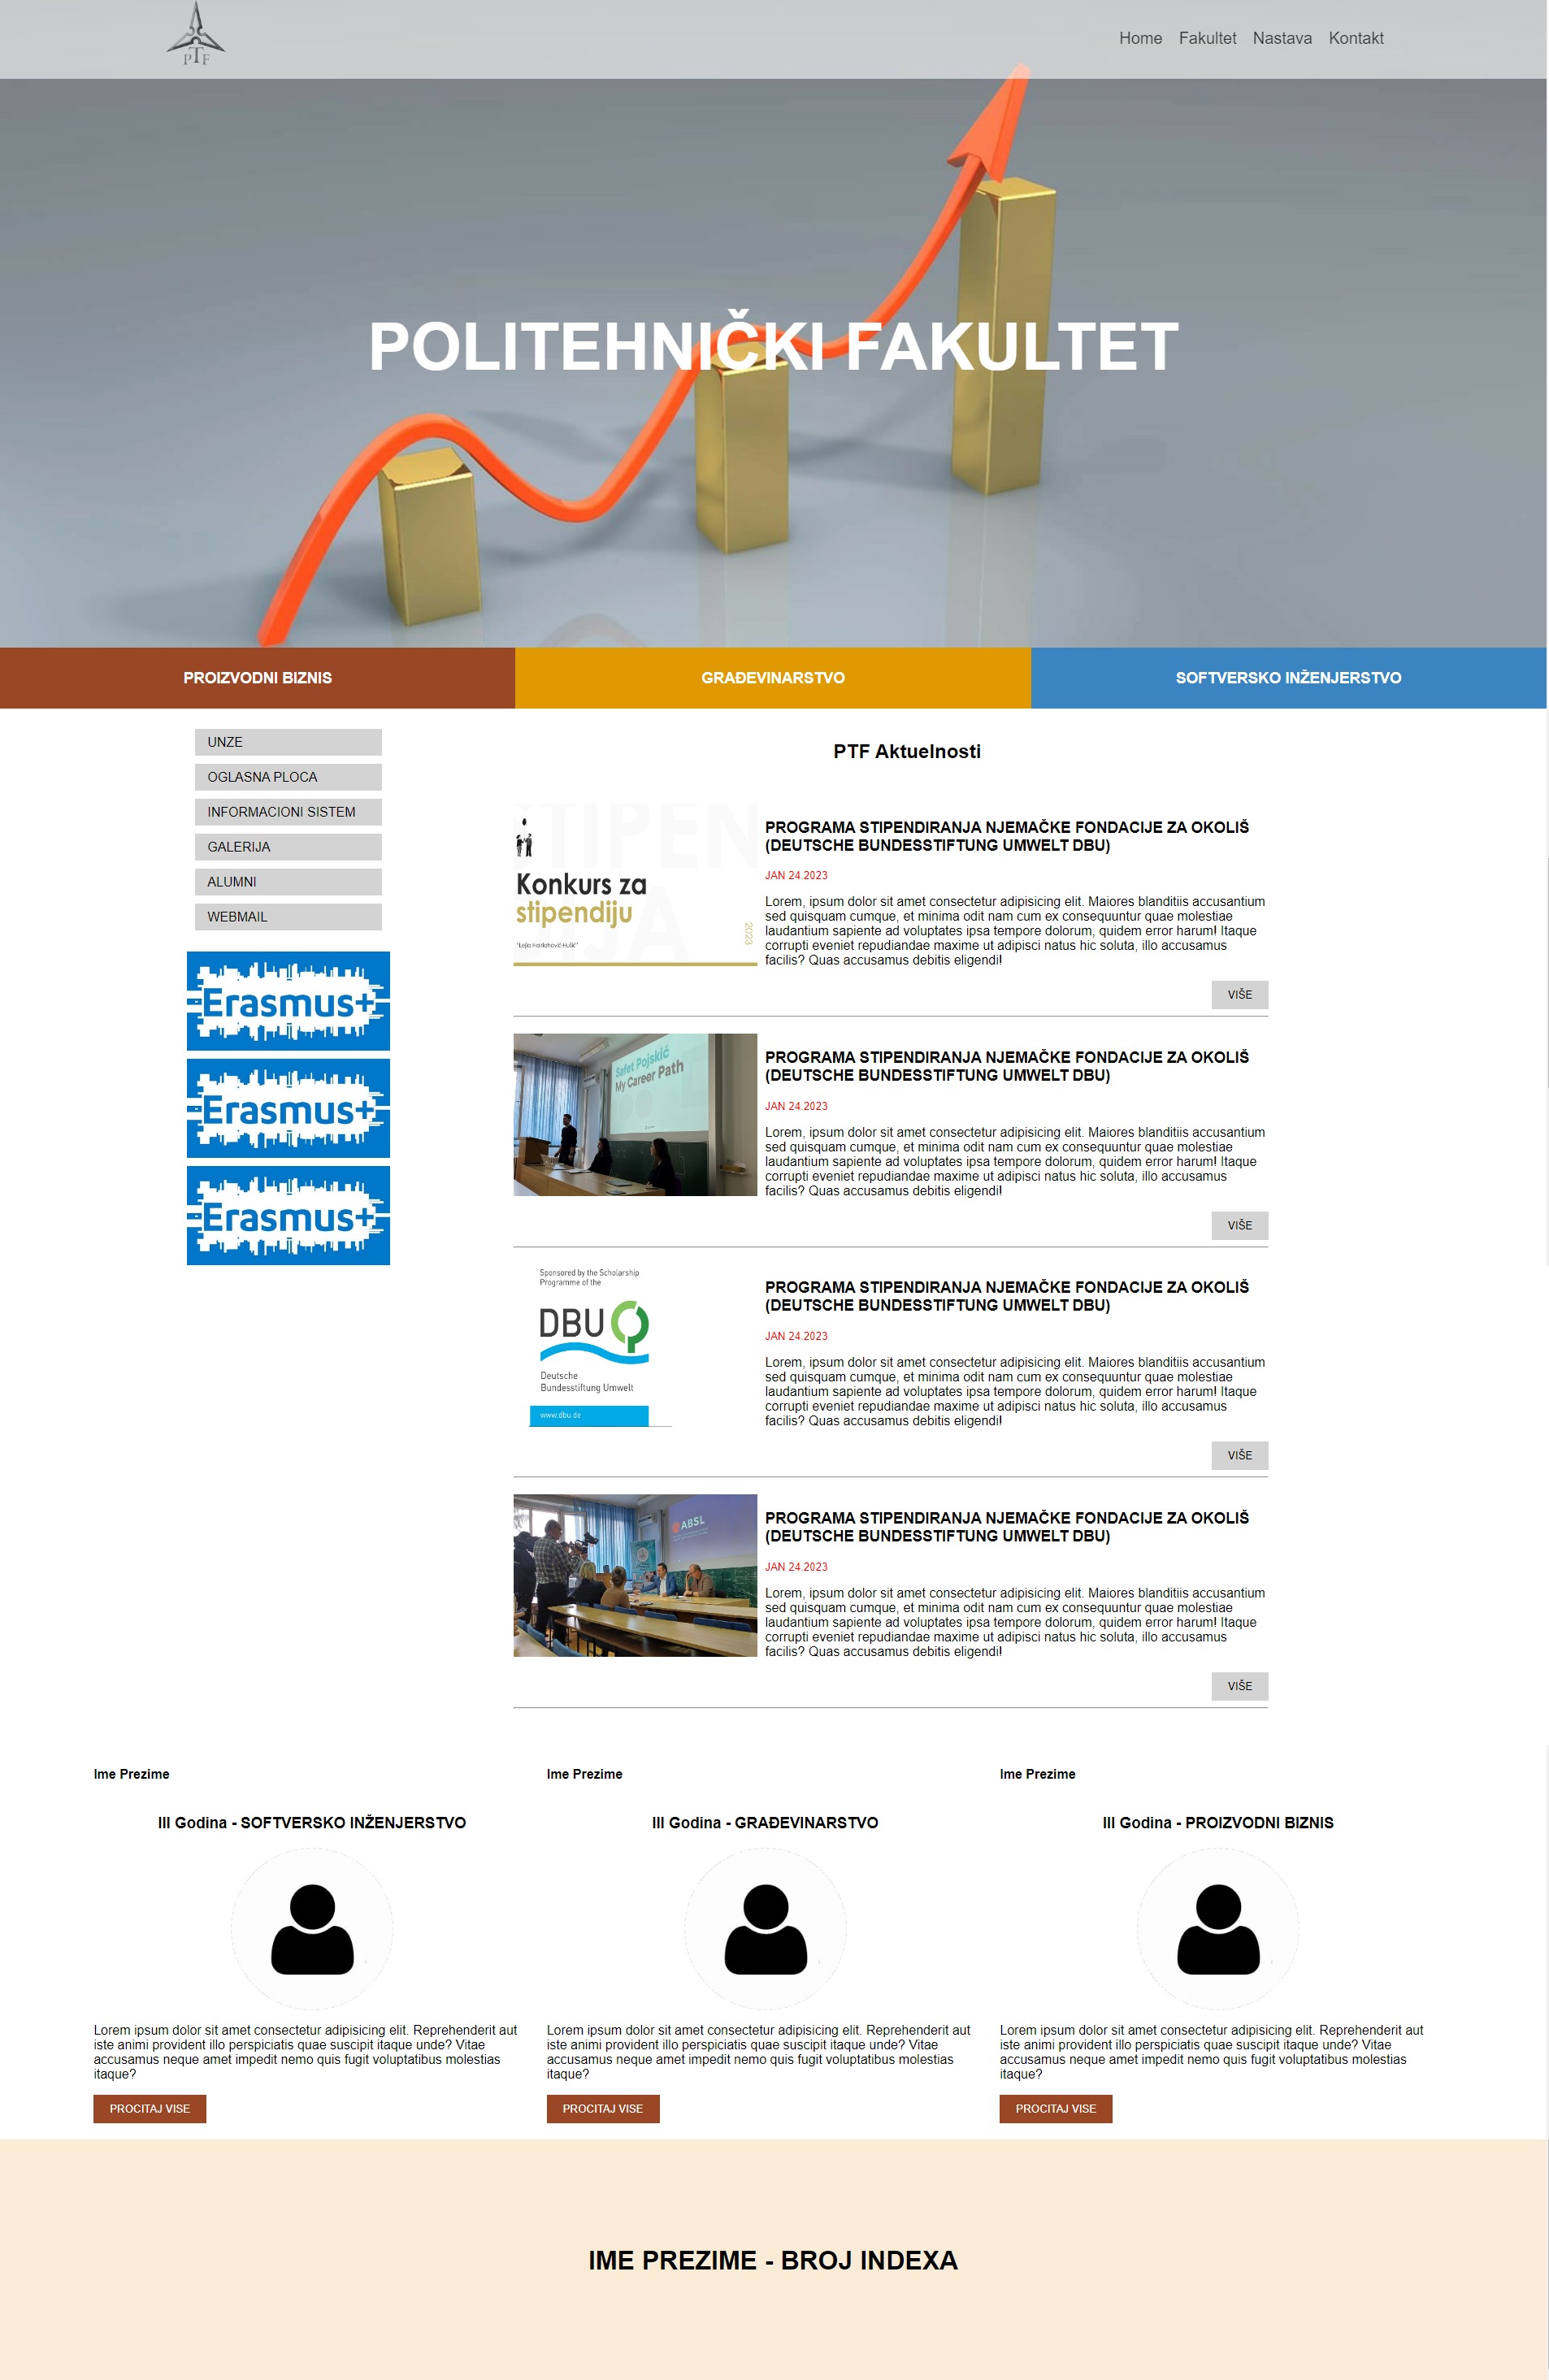 PTF
Home Fakultet Nastava Kontakt
POLITEHNIČKI FAKULTET
PROIZVODNI BIZNIS
GRAĐEVINARSTVO
SOFTVERSKO INŽENJERSTVO
UNZE
OGLASNA PLOCA
INFORMACIONI SISTEM
GALERIJA
ALUMNI
WEBMAIL
Erasmus+
Erasmus+
Erasmus+
PTF Aktuelnosti
STIPEN
DIJA
Konkurs za
stipendiju
2023
PROGRAMA STIPENDIRANJA NJEMAČKE FONDACIJE ZA OKOLIŠ
(DEUTSCHE BUNDESSTIFTUNG UMWELT DBU)
JAN 24.2023
Lorem, ipsum dolor sit amet consectetur adipisicing elit. Maiores blanditiis accusantium
sed quisquam cumque, et minima odit nam cum ex consequuntur quae molestiae
laudantium sapiente ad voluptates ipsa tempore dolorum, quidem error harum! Itaque
corrupti eveniet repudiandae maxime ut adipisci natus hic soluta, illo accusamus
facilis? Quas accusamus debitis eligendi!
VIŠE
Safet Pojskić
My Career Path
PROGRAMA STIPENDIRANJA NJEMAČKE FONDACIJE ZA OKOLIŠ
(DEUTSCHE BUNDESSTIFTUNG UMWELT DBU)
JAN 24.2023
Lorem, ipsum dolor sit amet consectetur adipisicing elit. Maiores blanditiis accusantium
sed quisquam cumque, et minima odit nam cum ex consequuntur quae molestiae
laudantium sapiente ad voluptates ipsa tempore dolorum, quidem error harum! Itaque
corrupti eveniet repudiandae maxime ut adipisci natus hic soluta, illo accusamus
facilis? Quas accusamus debitis eligendi!
VIŠE
Sponsored by the Scholarship
Programme of the
DBU
Deutsche
Bundesstiftung Umwelt
www.dbu.de
PROGRAMA STIPENDIRANJA NJEMAČKE FONDACIJE ZA OKOLIŠ
(DEUTSCHE BUNDESSTIFTUNG UMWELT DBU)
JAN 24.2023
Lorem, ipsum dolor sit amet consectetur adipisicing elit. Maiores blanditiis accusantium
sed quisquam cumque, et minima odit nam cum ex consequuntur quae molestiae
laudantium sapiente ad voluptates ipsa tempore dolorum, quidem error harum! Itaque
corrupti eveniet repudiandae maxime ut adipisci natus hic soluta, illo accusamus
facilis? Quas accusamus debitis eligendi!
VIŠE
ABSL
PROGRAMA STIPENDIRANJA NJEMAČKE FONDACIJE ZA OKOLIŠ
(DEUTSCHE BUNDESSTIFTUNG UMWELT DBU)
JAN 24.2023
Lorem, ipsum dolor sit amet consectetur adipisicing elit. Maiores blanditiis accusantium
sed quisquam cumque, et minima odit nam cum ex consequuntur quae molestiae
laudantium sapiente ad voluptates ipsa tempore dolorum, quidem error harum! Itaque
corrupti eveniet repudiandae maxime ut adipisci natus hic soluta, illo accusamus
facilis? Quas accusamus debitis eligendi!
VIŠE
Ime Prezime
III Godina - SOFTVERSKO INŽENJERSTVO
Lorem ipsum dolor sit amet consectetur adipisicing elit. Reprehenderit aut
iste animi provident illo perspiciatis quae suscipit itaque unde? Vitae
accusamus neque amet impedit nemo quis fugit voluptatibus molestias
itaque?
PROCITAJ VISE
Ime Prezime
III Godina - GRAĐEVINARSTVO
Lorem ipsum dolor sit amet consectetur adipisicing elit. Reprehenderit aut
iste animi provident illo perspiciatis quae suscipit itaque unde? Vitae
accusamus neque amet impedit nemo quis fugit voluptatibus molestias
itaque?
PROCITAJ VISE
Ime Prezime
III Godina - PROIZVODNI BIZNIS
Lorem ipsum dolor sit amet consectetur adipisicing elit. Reprehenderit aut
iste animi provident illo perspiciatis quae suscipit itaque unde? Vitae
accusamus neque amet impedit nemo quis fugit voluptatibus molestias
itaque?
PROCITAJ VISE
IME PREZIME - BROJ INDEXA